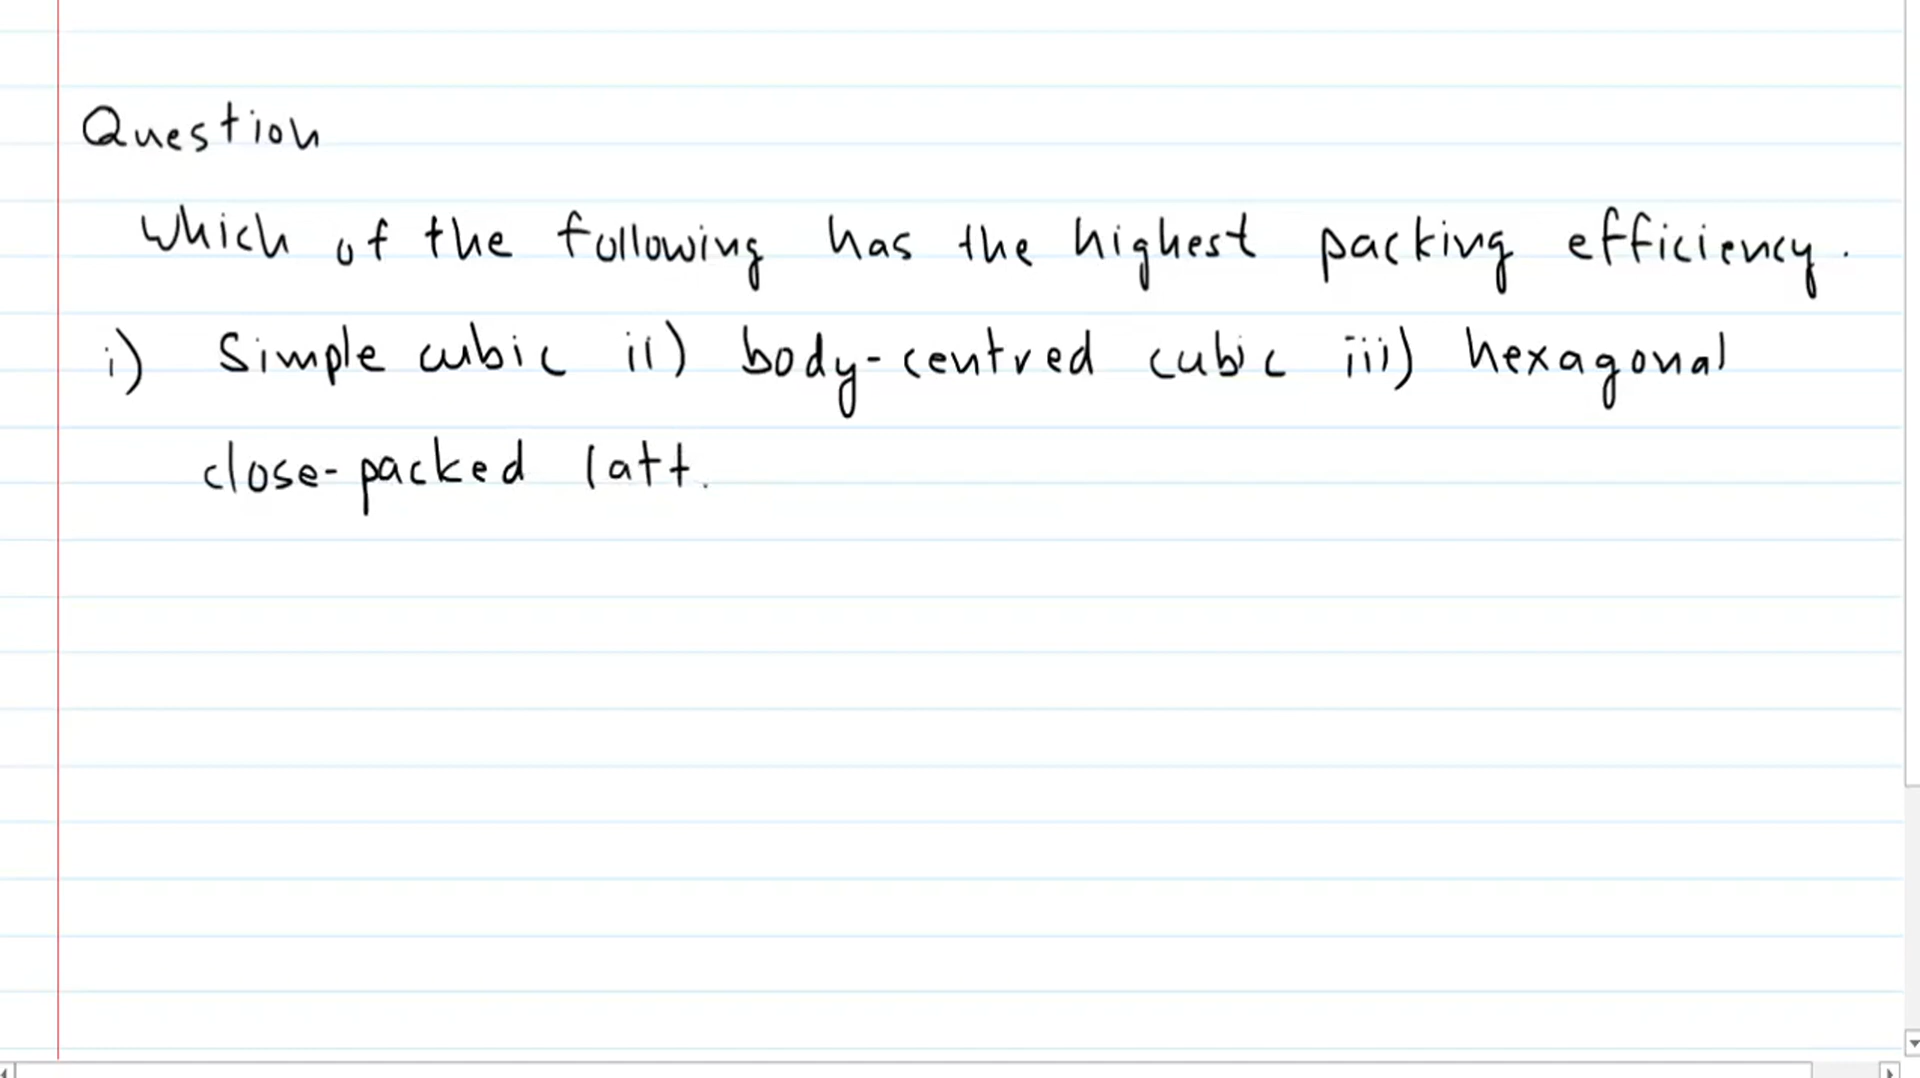 Question
Which of the following has the highest packing efficiency.
i) Simple cubic ii) body-centred cubic iii) hexagonal
close-packed latt.